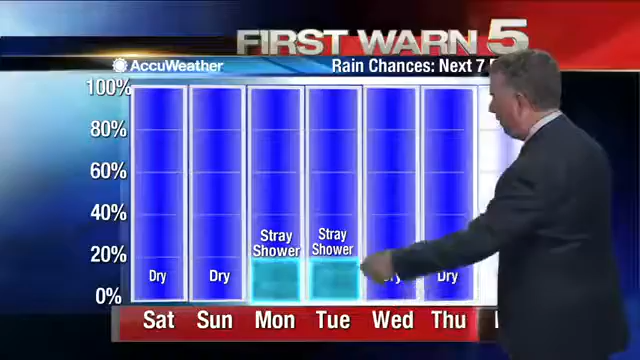 FIRST WARN 5
AccuWeather
Rain Chances: Next 7
100%
80%
60%
40%
20%
0%
Dry
Dry
Stray
Shower
Stray
Shower
Dry
Sat
Sun
Mon
Tue
Wed
Thu